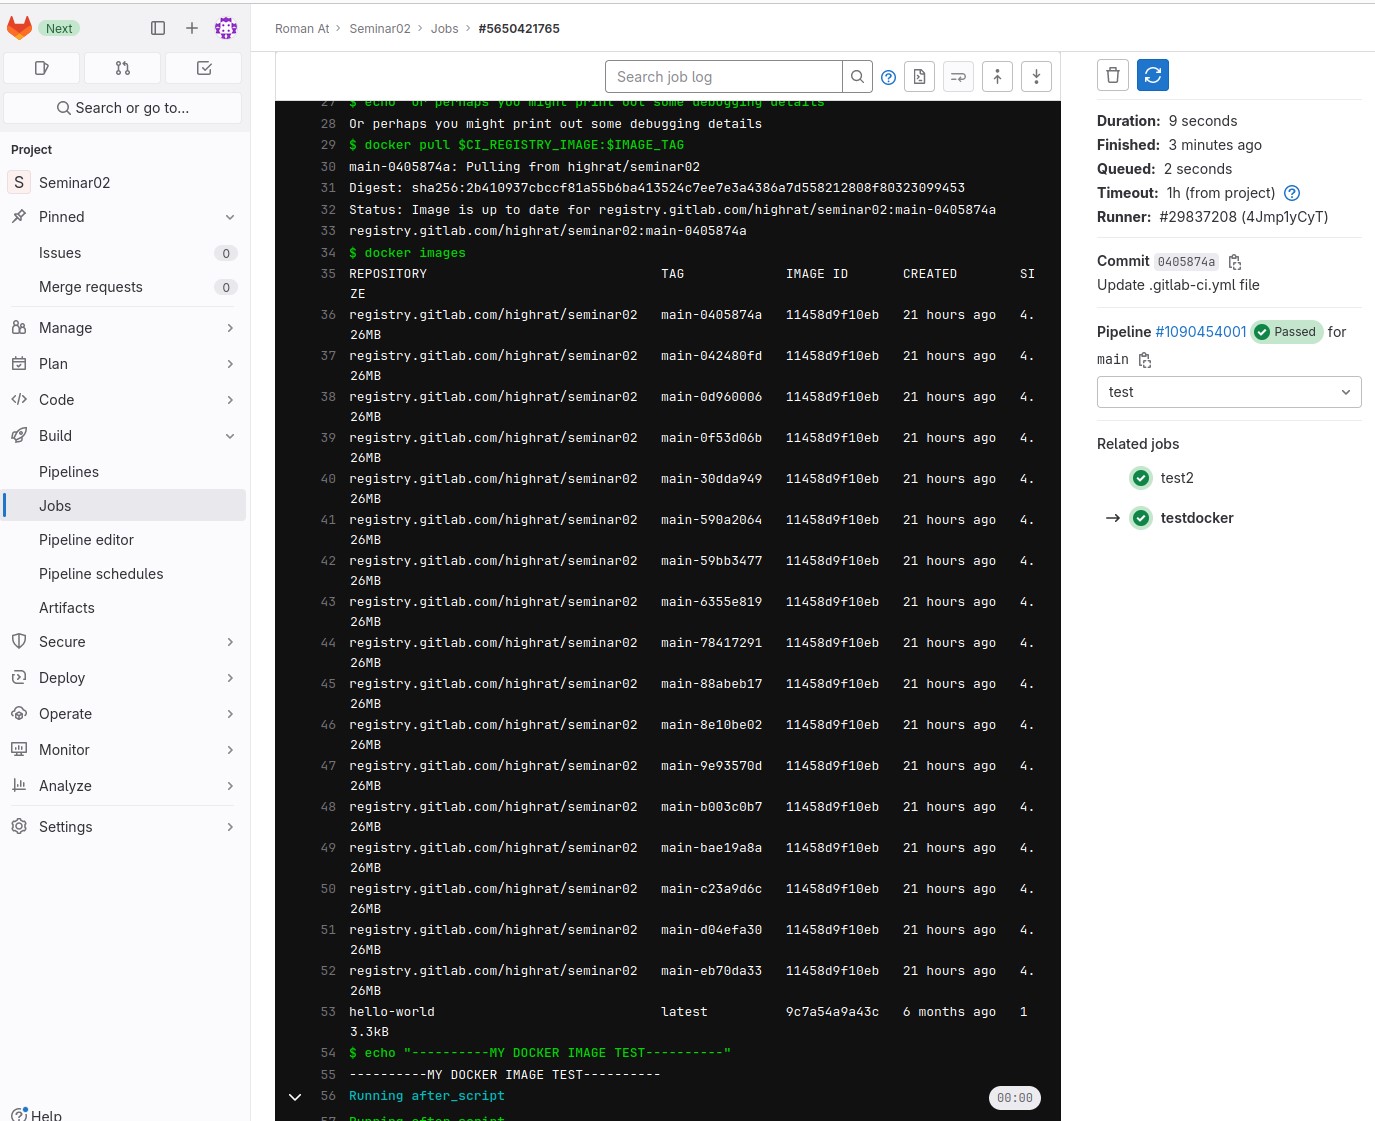 Next
Search or go to...
Project
S Seminar02
Pinned
Issues 0
Merge requests 0
Manage
Plan
Code
Build
Pipelines
Jobs
Pipeline editor
Pipeline schedules
Artifacts
Secure
Deploy
Operate
Monitor
Analyze
Settings
Help
Roman At > Seminar02 > Jobs > #5650421765
Search job log
27 $ echo "Or perhaps you might print out some debugging details"
28 Or perhaps you might print out some debugging details
29 $ docker pull $CI_REGISTRY_IMAGE:$IMAGE_TAG
30 main-0405874a: Pulling from highrat/seminar02
31 Digest: sha256:2b410937cbccf81a55b6ba413524c7ee7e3a4386a7d558212808f80323099453
32 Status: Image is up to date for registry.gitlab.com/highrat/seminar02:main-0405874a
33 registry.gitlab.com/highrat/seminar02:main-0405874a
34 $ docker images
35 REPOSITORY TAG IMAGE ID CREATED SI
ZE
36 registry.gitlab.com/highrat/seminar02 main-0405874a 11458d9f10eb 21 hours ago 4.
26MB
37 registry.gitlab.com/highrat/seminar02 main-042480fd 11458d9f10eb 21 hours ago 4.
26MB
38 registry.gitlab.com/highrat/seminar02 main-0d960006 11458d9f10eb 21 hours ago 4.
26MB
39 registry.gitlab.com/highrat/seminar02 main-0f53d06b 11458d9f10eb 21 hours ago 4.
26MB
40 registry.gitlab.com/highrat/seminar02 main-30dda949 11458d9f10eb 21 hours ago 4.
26MB
41 registry.gitlab.com/highrat/seminar02 main-590a2064 11458d9f10eb 21 hours ago 4.
26MB
42 registry.gitlab.com/highrat/seminar02 main-59bb3477 11458d9f10eb 21 hours ago 4.
26MB
43 registry.gitlab.com/highrat/seminar02 main-6355e819 11458d9f10eb 21 hours ago 4.
26MB
44 registry.gitlab.com/highrat/seminar02 main-78417291 11458d9f10eb 21 hours ago 4.
26MB
45 registry.gitlab.com/highrat/seminar02 main-88abeb17 11458d9f10eb 21 hours ago 4.
26MB
46 registry.gitlab.com/highrat/seminar02 main-8e10be02 11458d9f10eb 21 hours ago 4.
26MB
47 registry.gitlab.com/highrat/seminar02 main-9e93570d 11458d9f10eb 21 hours ago 4.
26MB
48 registry.gitlab.com/highrat/seminar02 main-b003c0b7 11458d9f10eb 21 hours ago 4.
26MB
49 registry.gitlab.com/highrat/seminar02 main-bae19a8a 11458d9f10eb 21 hours ago 4.
26MB
50 registry.gitlab.com/highrat/seminar02 main-c23a9d6c 11458d9f10eb 21 hours ago 4.
26MB
51 registry.gitlab.com/highrat/seminar02 main-d04efa30 11458d9f10eb 21 hours ago 4.
26MB
52 registry.gitlab.com/highrat/seminar02 main-eb70da33 11458d9f10eb 21 hours ago 4.
26MB
53 hello-world latest 9c7a54a9a43c 6 months ago 1
3.3kB
54 $ echo "----------MY DOCKER IMAGE TEST----------"
55 ----------MY DOCKER IMAGE TEST----------
56 Running after_script 00:00
57 Running after_script
Duration: 9 seconds
Finished: 3 minutes ago
Queued: 2 seconds
Timeout: 1h (from project)
Runner: #29837208 (4Jmp1yCyT)
Commit 0405874a
Update .gitlab-ci.yml file
Pipeline #1090454001 Passed for
main
test
Related jobs
test2
→ testdocker